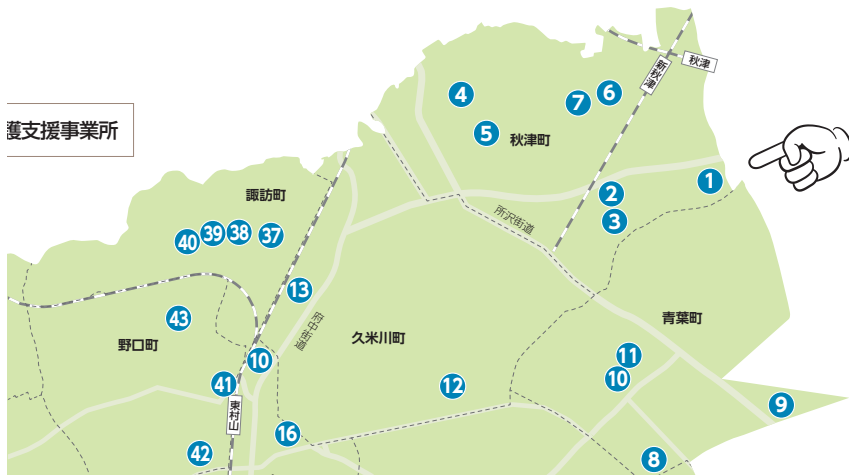 秋津
新秋津
4
7
6
5
秋津町
護支援事業所
1
諏訪町
2
所沢街道
3
40
39
38
37
13
43
府中街道
青葉町
野口町
久米川町
10
11
41
12
10
東村山
9
16
42
8